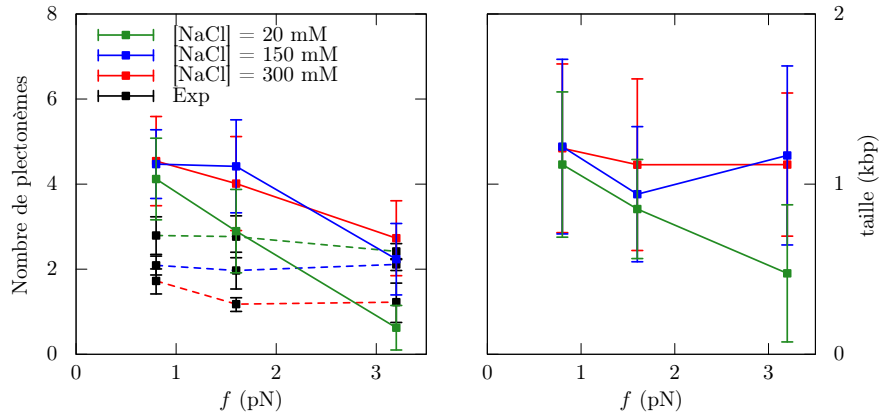 [NaCl] = 20 mM
[NaCl] = 150 mM
[NaCl] = 300 mM
Exp
Nombre de plectonèmes
8
6
4
2
0
0
1
2
3
f (pN)
taille (kbp)
2
1
0
0
1
2
3
f (pN)